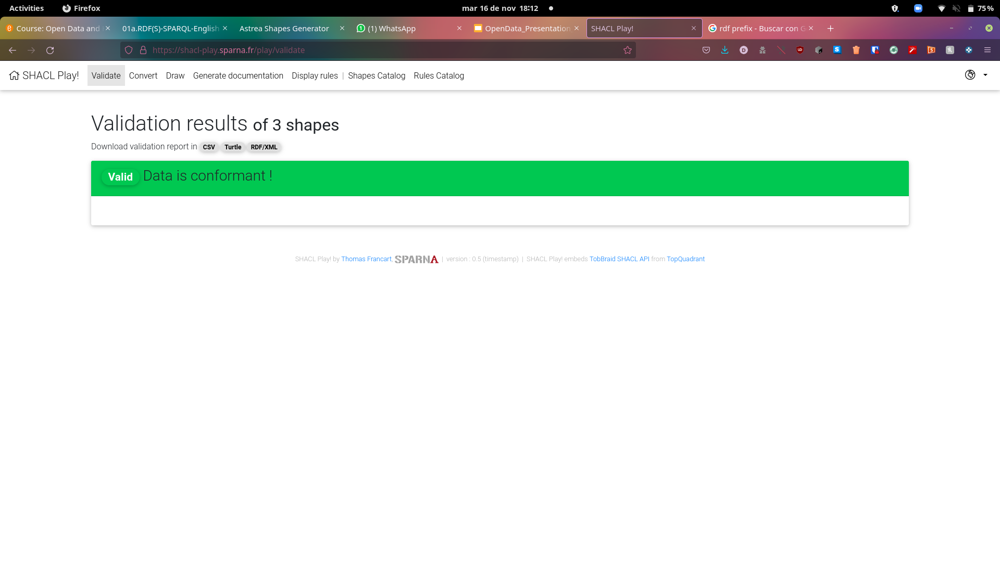 Activities Firefox mar 16 de nov 18:12 75%
Course: Open Data and 01a.RDF(S)-SPARQL-English Astrea Shapes Generator (1) WhatsApp OpenData_Presentation SHACL Play! rdf prefix - Buscar con G
https://shacl-play.sparna.fr/play/validate
SHACL Play! Validate Convert Draw Generate documentation Display rules | Shapes Catalog Rules Catalog
Validation results of 3 shapes
Download validation report in CSV Turtle RDF/XML
Valid Data is conformant !
SHACL Play! by Thomas Francart, SPARNA | version : 0.5 (timestamp) | SHACL Play! embeds TobBraid SHACL API from TopQuadrant